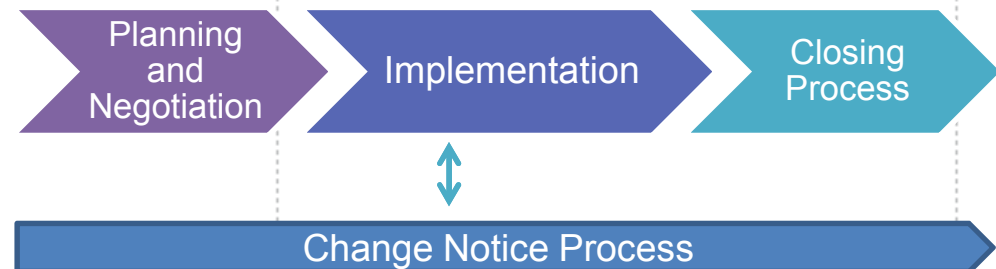 Planning
and
Negotiation
Implementation
Closing
Process
Change Notice Process